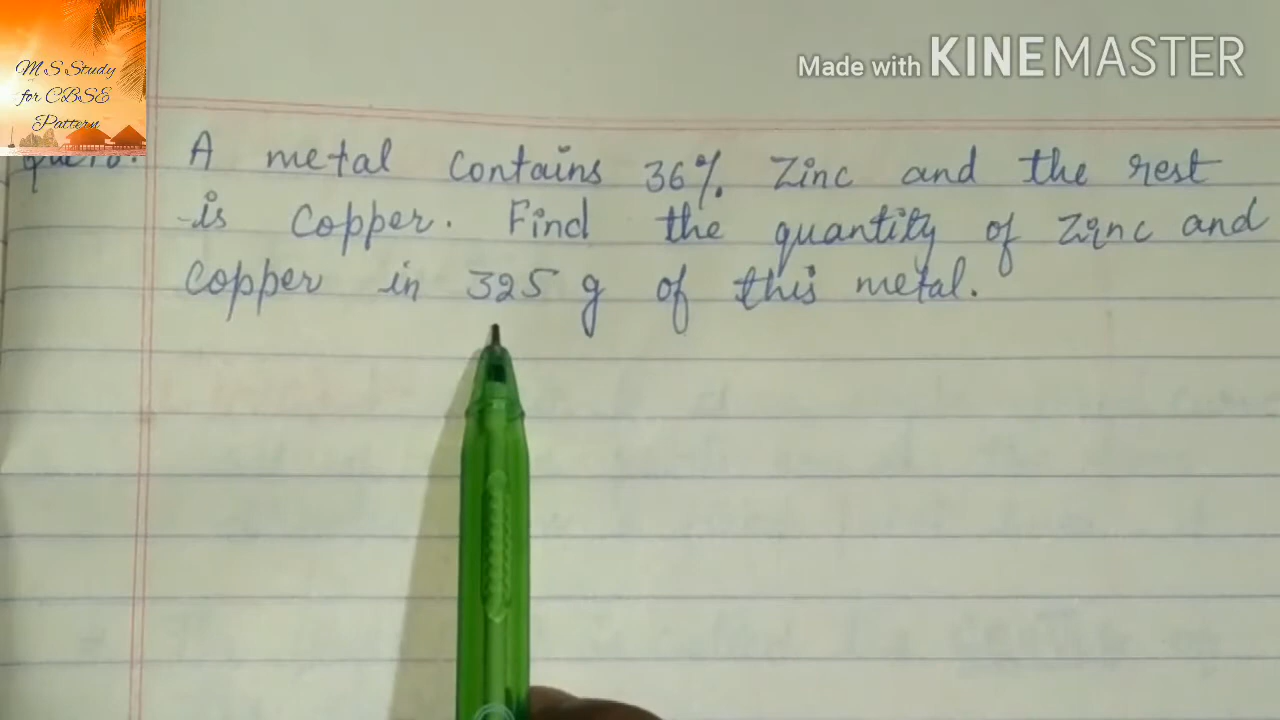 M.S Study
for CBSE
Pattern
Made with KINEMASTER
A metal contains 36% Zinc and the rest
is Copper. Find the quantity of Zinc and
Copper in 325 g of this metal.